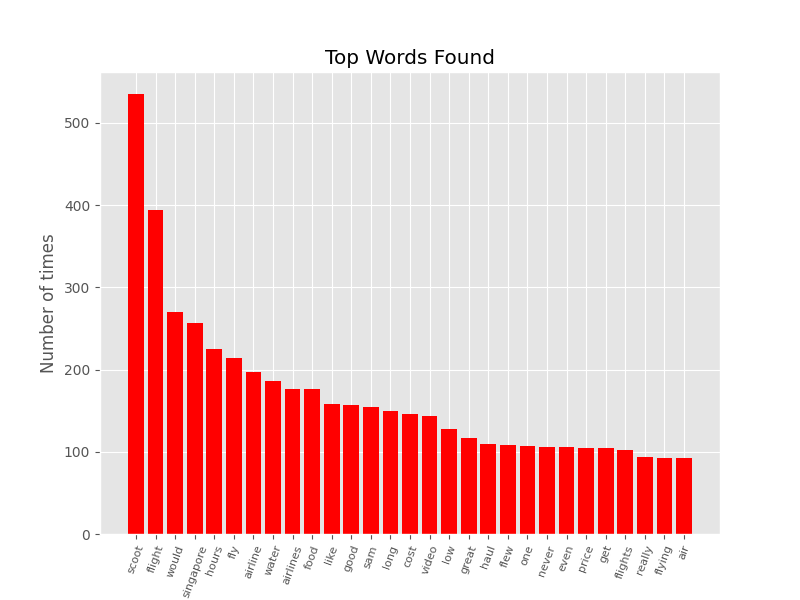 Top Words Found
Number of times
500
400
300
200
100
0
scoot
flight
would
singapore
hours
fly
airline
water
airlines
food
like
good
sam
long
cost
video
low
great
haul
flew
one
never
even
price
get
flights
really
flying
air